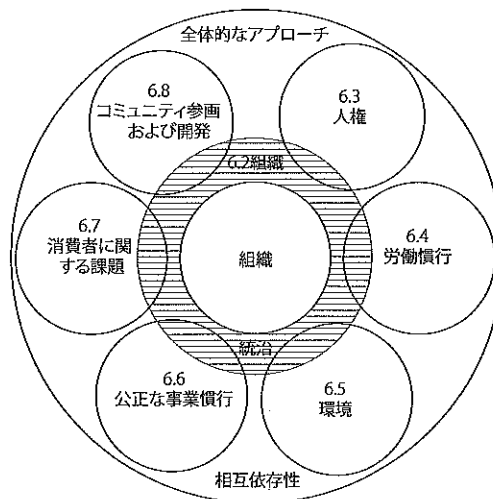 全体的なアプローチ
6.8
コミュニティ参画
および開発
6.3
人権
6.2組織
6.7
消費者に関
する課題
組織
6.4
労働慣行
統治
6.6
公正な事業慣行
6.5
環境
相互依存性